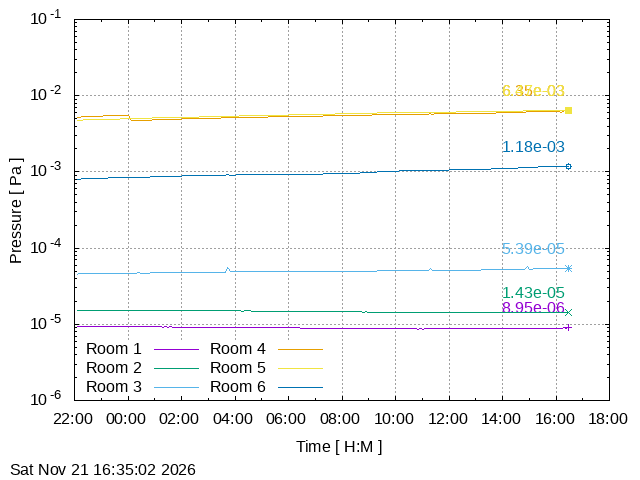 10^-1
10^-2
10^-3
1.18e-03
Pressure [ Pa ]
10^-4
5.39e-05
1.43e-05
8.95e-06
10^-5
Room 1 Room 4
Room 2 Room 5
Room 3 Room 6
10^-6
22:00 00:00 02:00 04:00 06:00 08:00 10:00 12:00 14:00 16:00 18:00
Time [ H:M ]
Sat Nov 21 16:35:02 2026